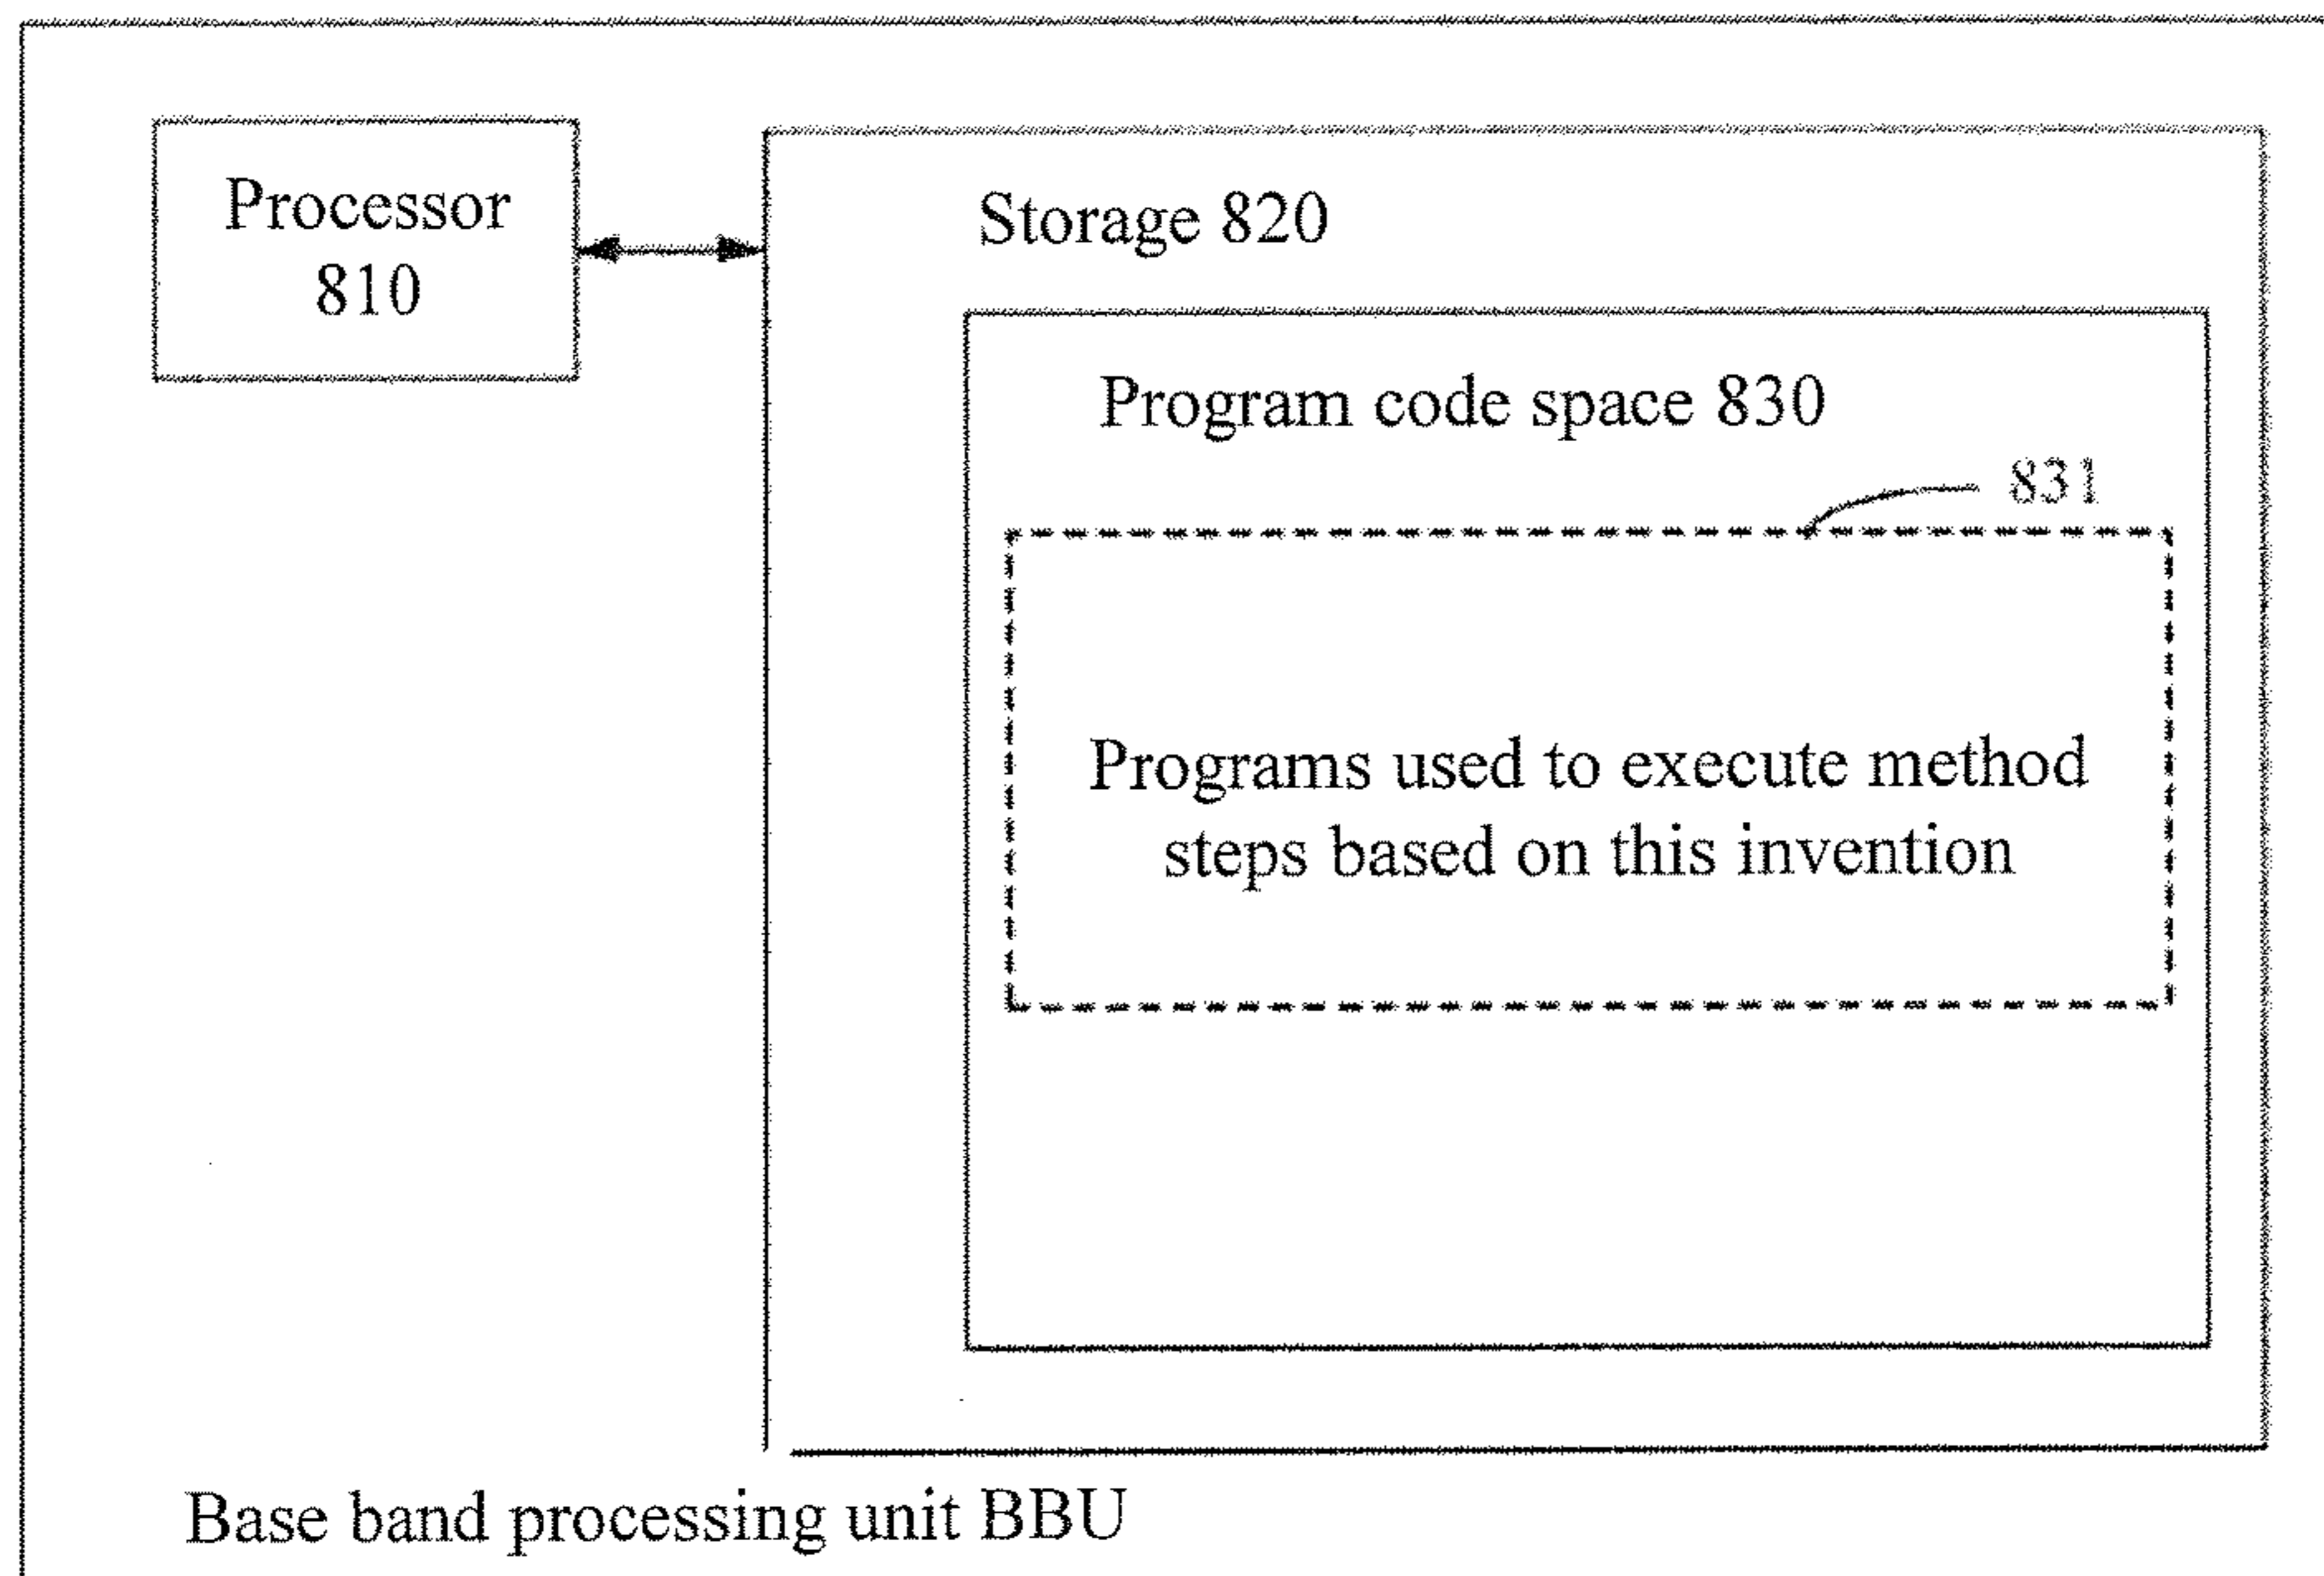 Processor
810
Storage 820
Program code space 830
831
Programs used to execute method
steps based on this invention
Base band processing unit BBU